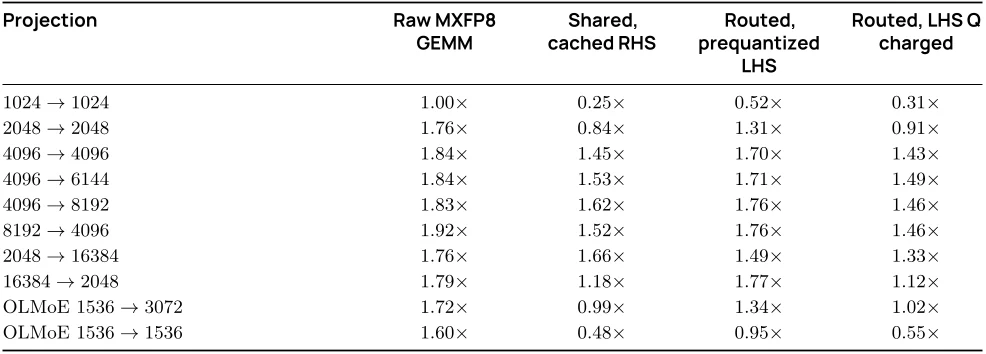 Projection Raw MXFP8 GEMM Shared, cached RHS Routed, prequantized LHS Routed, LHS Q charged
1024 → 1024 1.00× 0.25× 0.52× 0.31×
2048 → 2048 1.76× 0.84× 1.31× 0.91×
4096 → 4096 1.84× 1.45× 1.70× 1.43×
4096 → 6144 1.84× 1.53× 1.71× 1.49×
4096 → 8192 1.83× 1.62× 1.76× 1.46×
8192 → 4096 1.92× 1.52× 1.76× 1.46×
2048 → 16384 1.76× 1.66× 1.49× 1.33×
16384 → 2048 1.79× 1.18× 1.77× 1.12×
OLMoE 1536 → 3072 1.72× 0.99× 1.34× 1.02×
OLMoE 1536 → 1536 1.60× 0.48× 0.95× 0.55×